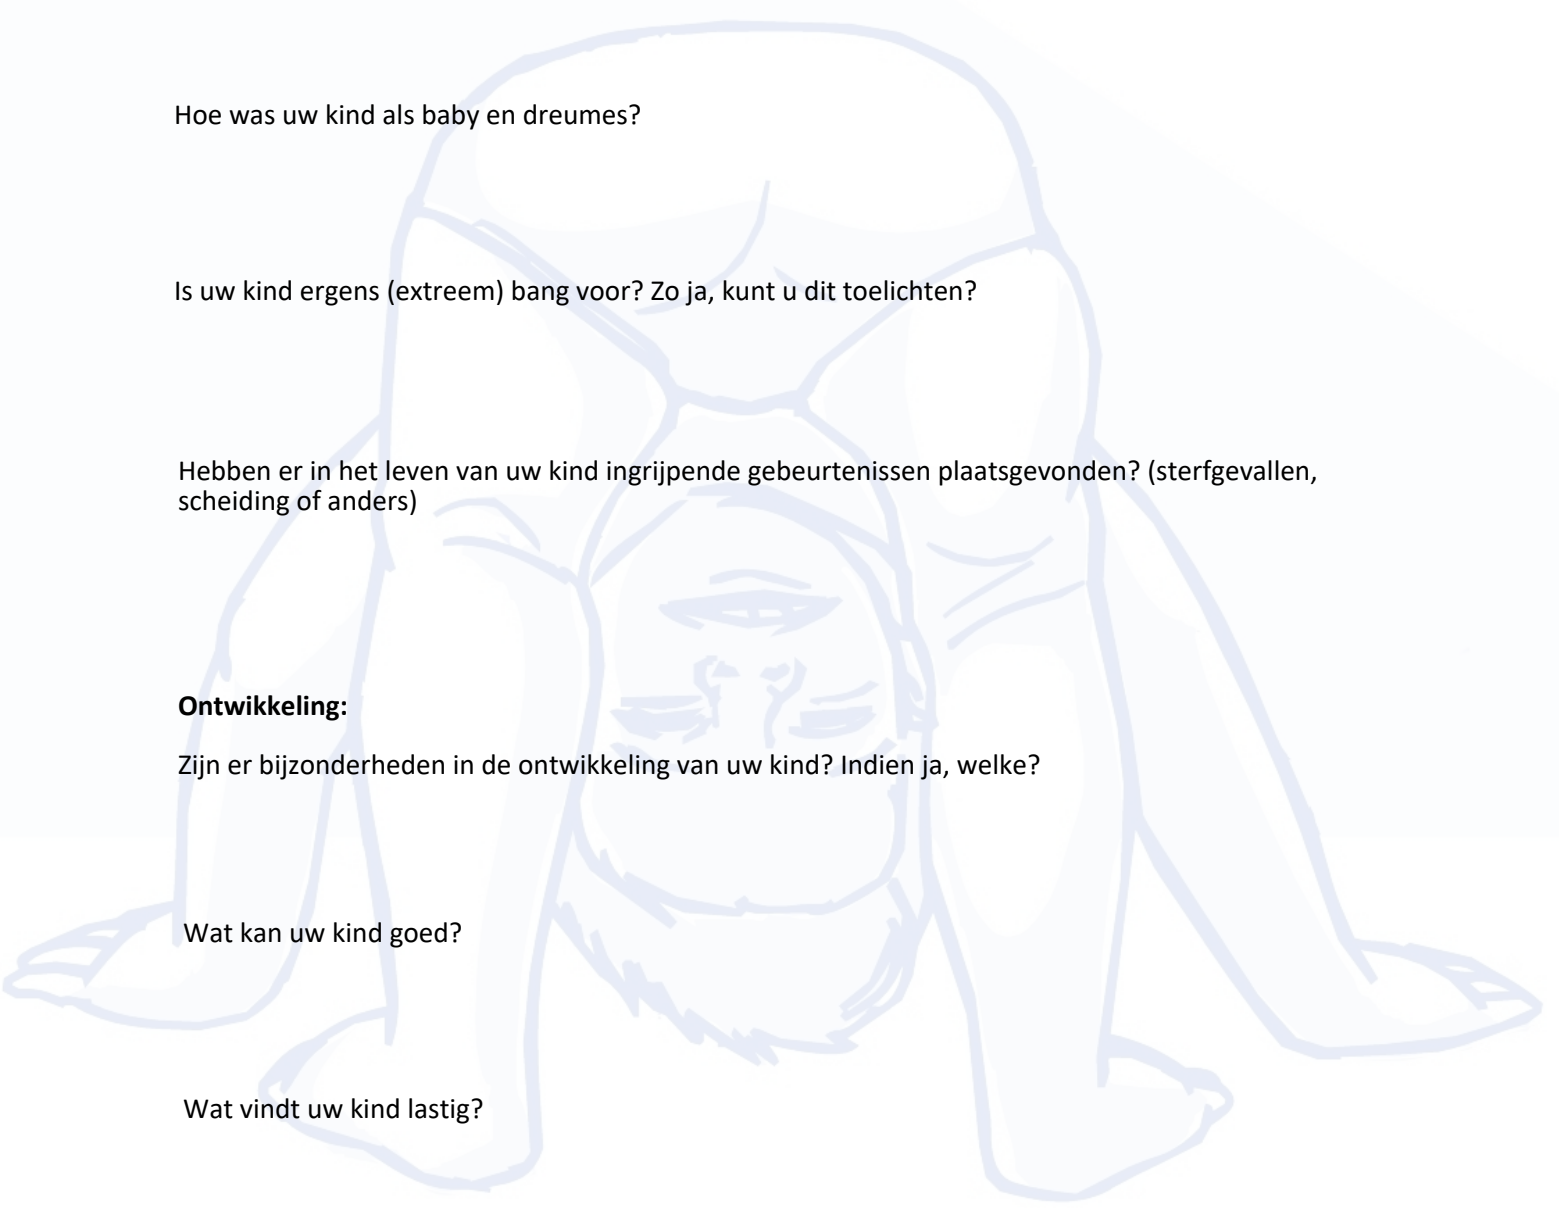 Hoe was uw kind als baby en dreumes?
Is uw kind ergens (extreem) bang voor? Zo ja, kunt u dit toelichten?
Hebben er in het leven van uw kind ingrijpende gebeurtenissen plaatsgevonden? (sterfgevallen,
scheiding of anders)
Ontwikkeling:
Zijn er bijzonderheden in de ontwikkeling van uw kind? Indien ja, welke?
Wat kan uw kind goed?
Wat vindt uw kind lastig?